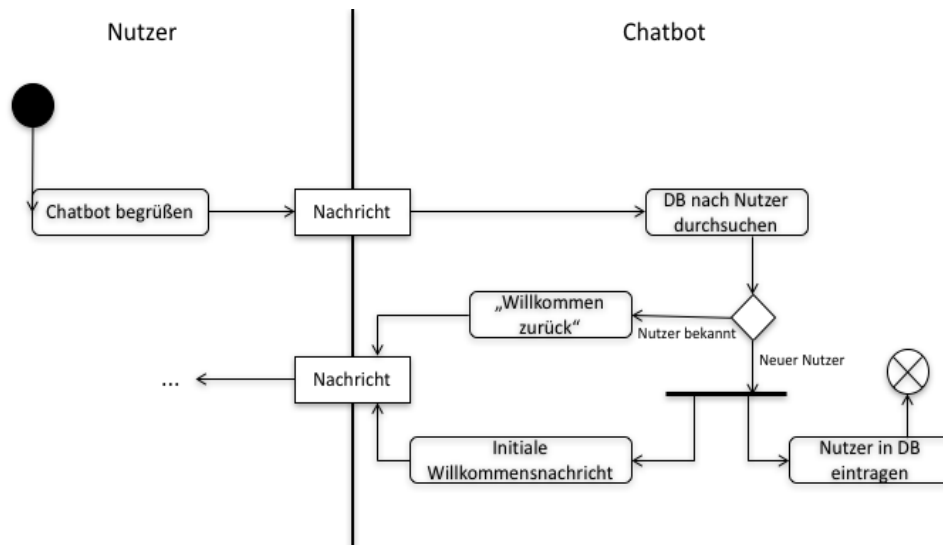 Nutzer
Chatbot
Chatbot begrüßen
Nachricht
DB nach Nutzer
durchsuchen
„Willkommen
zurück“
Nutzer bekannt
Neuer Nutzer
Nachricht
...
Initiale
Willkommensnachricht
Nutzer in DB
eintragen